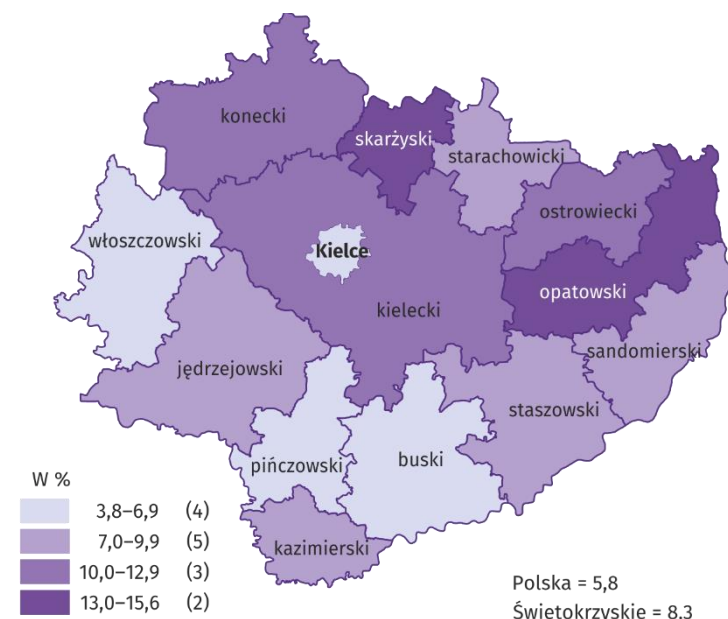 konecki
skarżyski
starachowicki
ostrowiecki
włoszczowski
Kielce
opatowski
kielecki
sandomierski
jędrzejowski
staszowski
pińczowski
buski
kazimierski
W %
3,8–6,9 (4)
7,0–9,9 (5)
10,0–12,9 (3)
13,0–15,6 (2)
Polska = 5,8
Świętokrzyskie = 8,3